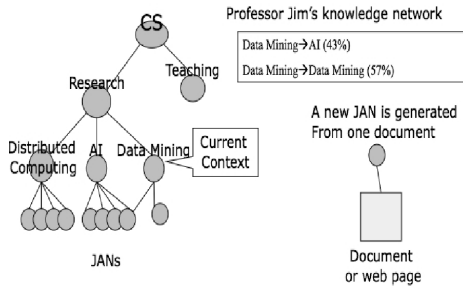 CS
Professor Jim's knowledge network
Data Mining→AI (43%)
Data Mining→Data Mining (57%)
Teaching
Research
A new JAN is generated
From one document
Distributed
Computing
AI
Data Mining
Current
Context
JANs
Document
or web page